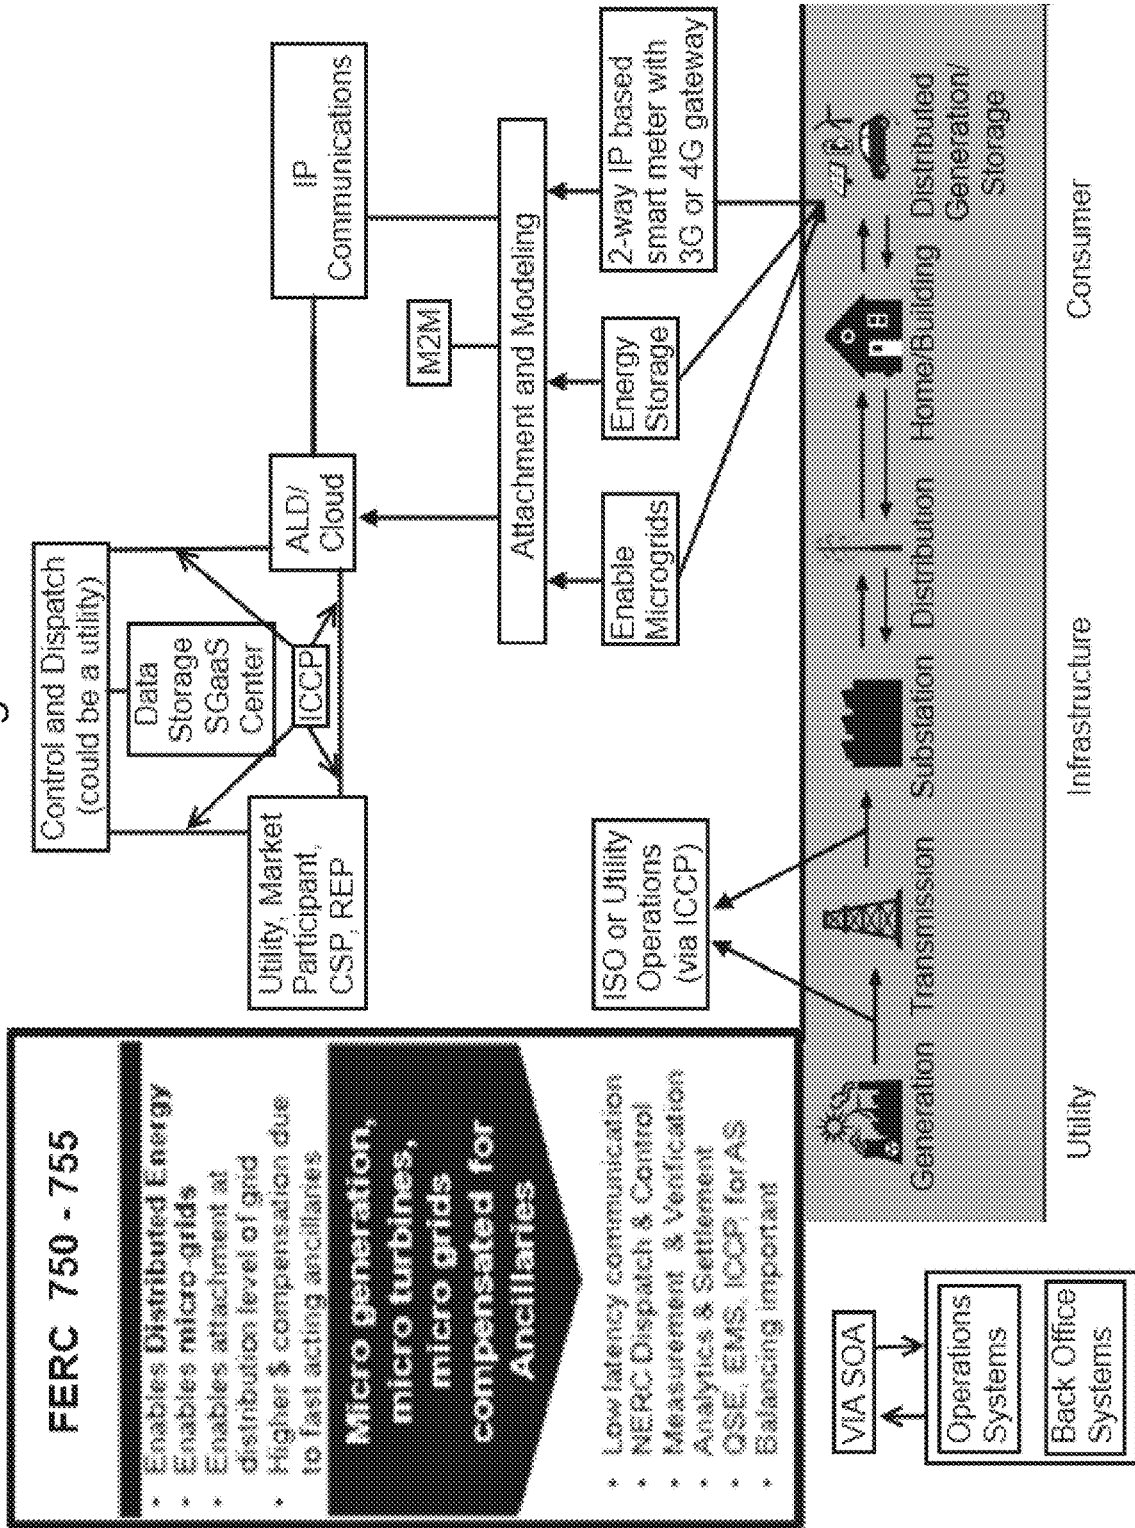 FERC 750 - 755
• Enables Distributed Energy
• Enables micro-grids
• Enables attachment at
distribution level of grid
• Higher $ compensation due
to fast acting ancillaries
Micro generation,
micro turbines,
micro grids
compensated for
Ancillaries
• Low latency communication
• NERC Dispatch & Control
• Measurement & Verification
• Analytics & Settlement
• QSE, EMS, ICCP, for AS
• Balancing important
Control and Dispatch
(could be a utility)
Data
Storage
SGaaS
Center
ICCP
Utility, Market
Participant,
CSP, REP
ALD/
Cloud
IP
Communications
M2M
Attachment and Modeling
ISO or Utility
Operations
(via ICCP)
Enable
Microgrids
Energy
Storage
2-way IP based
smart meter with
3G or 4G gateway
VIA SOA
Operations
Systems
Back Office
Systems
Generation
Transmission
Substation
Distribution
Home/Building
Distributed
Generation/
Storage
Utility
Infrastructure
Consumer